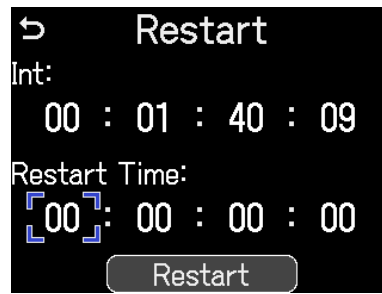 Restart
Int:
00 : 01 : 40 : 09
Restart Time:
00 : 00 : 00 : 00
Restart